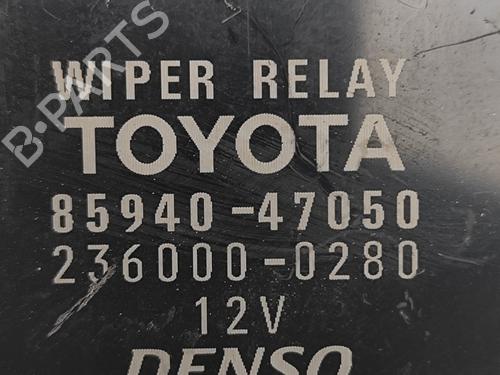 B-PARTS
WIPER RELAY
TOYOTA
85940-47050
236000-0280
12V
DENSO